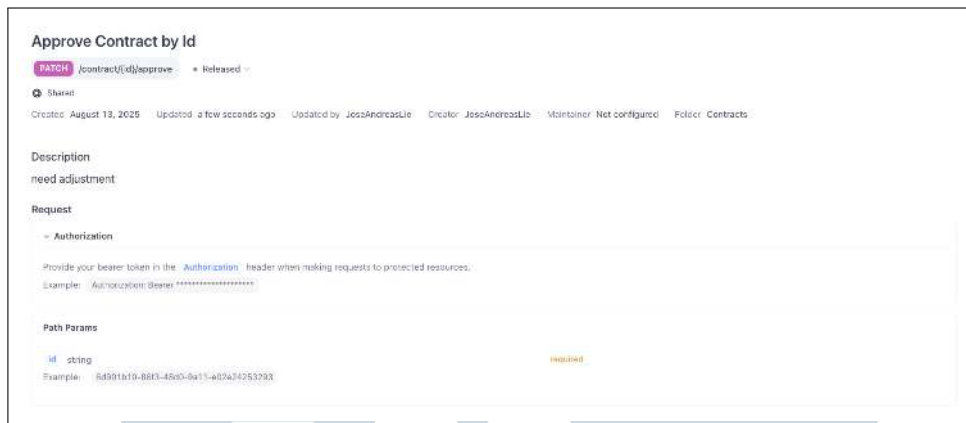 Approve Contract by Id
PATCH /contract/{id}/approve Released
Shared
Created August 13, 2025 Updated a few seconds ago Updated by JoseAndreasLie Creator JoseAndreasLie Maintainer Not configured Folder Contracts
Description
need adjustment
Request
Authorization
Provide your bearer token in the Authorization header when making requests to protected resources.
Example: Authorization: Bearer ********************
Path Params
id string required
Example: